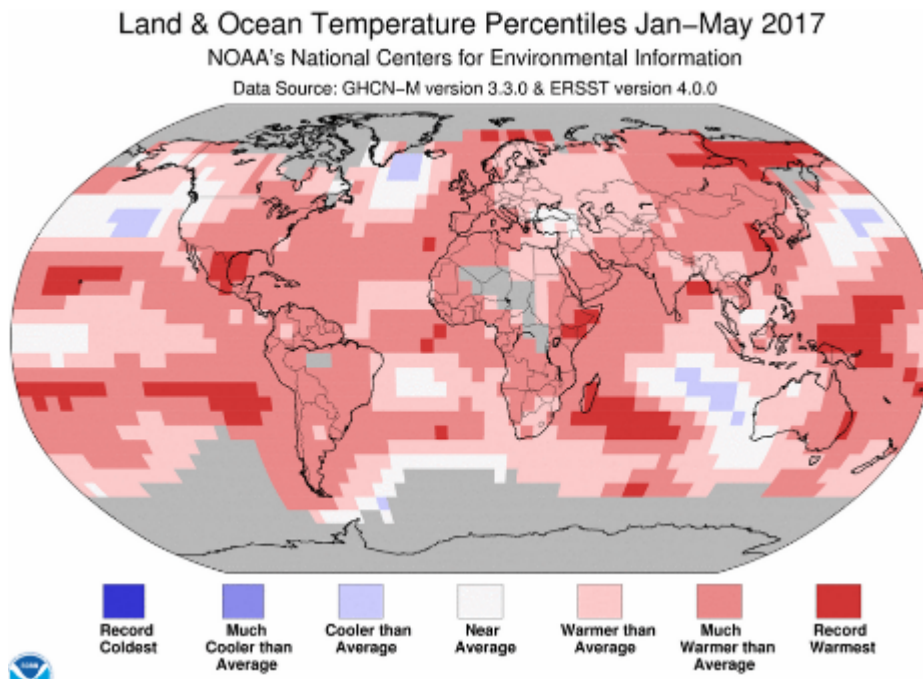 Land & Ocean Temperature Percentiles Jan–May 2017
NOAA's National Centers for Environmental Information
Data Source: GHCN–M version 3.3.0 & ERSST version 4.0.0
Record Coldest
Much Cooler than Average
Cooler than Average
Near Average
Warmer than Average
Much Warmer than Average
Record Warmest